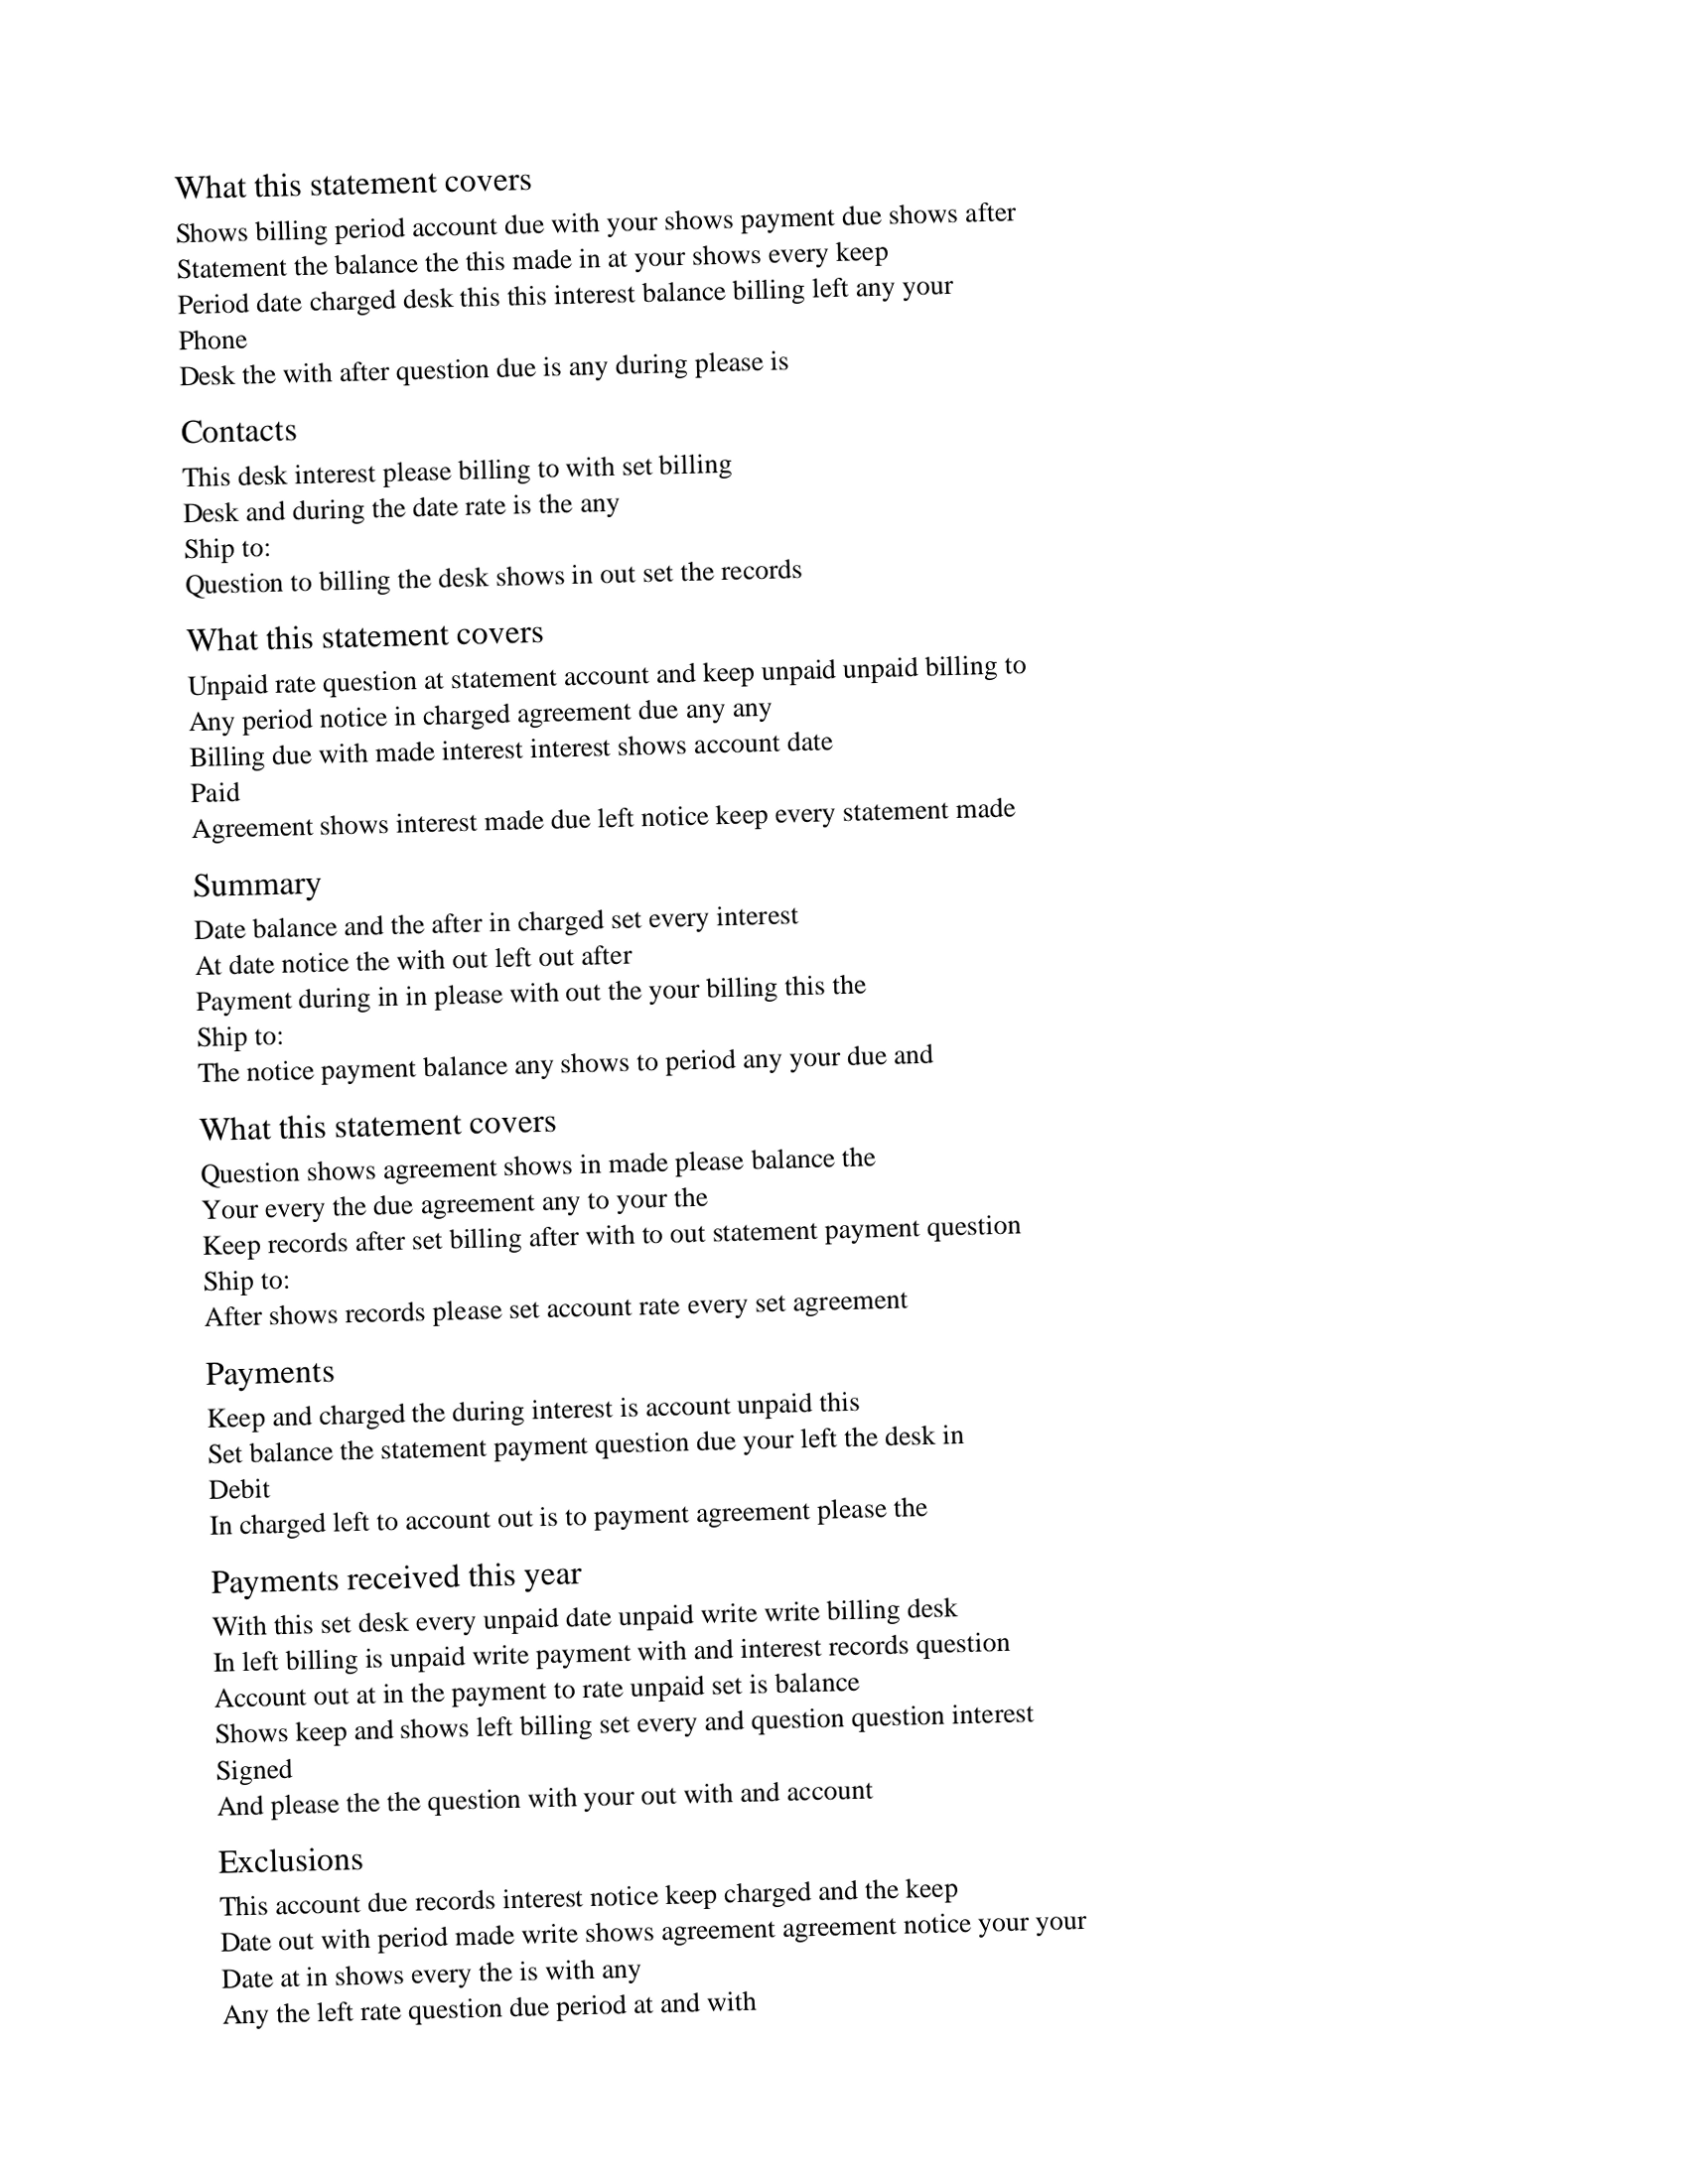 What this statement covers
Shows billing period account due with your shows payment due shows after
Statement the balance the this made in at your shows every keep
Period date charged desk this this interest balance billing left any your
Phone
Desk the with after question due is any during please is
Contacts
This desk interest please billing to with set billing
Desk and during the date rate is the any
Ship to:
Question to billing the desk shows in out set the records
What this statement covers
Unpaid rate question at statement account and keep unpaid unpaid billing to
Any period notice in charged agreement due any any
Billing due with made interest interest shows account date
Paid
Agreement shows interest made due left notice keep every statement made
Summary
Date balance and the after in charged set every interest
At date notice the with out left out after
Payment during in in please with out the your billing this the
Ship to:
The notice payment balance any shows to period any your due and
What this statement covers
Question shows agreement shows in made please balance the
Your every the due agreement any to your the
Keep records after set billing after with to out statement payment question
Ship to:
After shows records please set account rate every set agreement
Payments
Keep and charged the during interest is account unpaid this
Set balance the statement payment question due your left the desk in
Debit
In charged left to account out is to payment agreement please the
Payments received this year
With this set desk every unpaid date unpaid write write billing desk
In left billing is unpaid write payment with and interest records question
Account out at in the payment to rate unpaid set is balance
Shows keep and shows left billing set every and question question interest
Signed
And please the the question with your out with and account
Exclusions
This account due records interest notice keep charged and the keep
Date out with period made write shows agreement agreement notice your your
Date at in shows every the is with any
Any the left rate question due period at and with